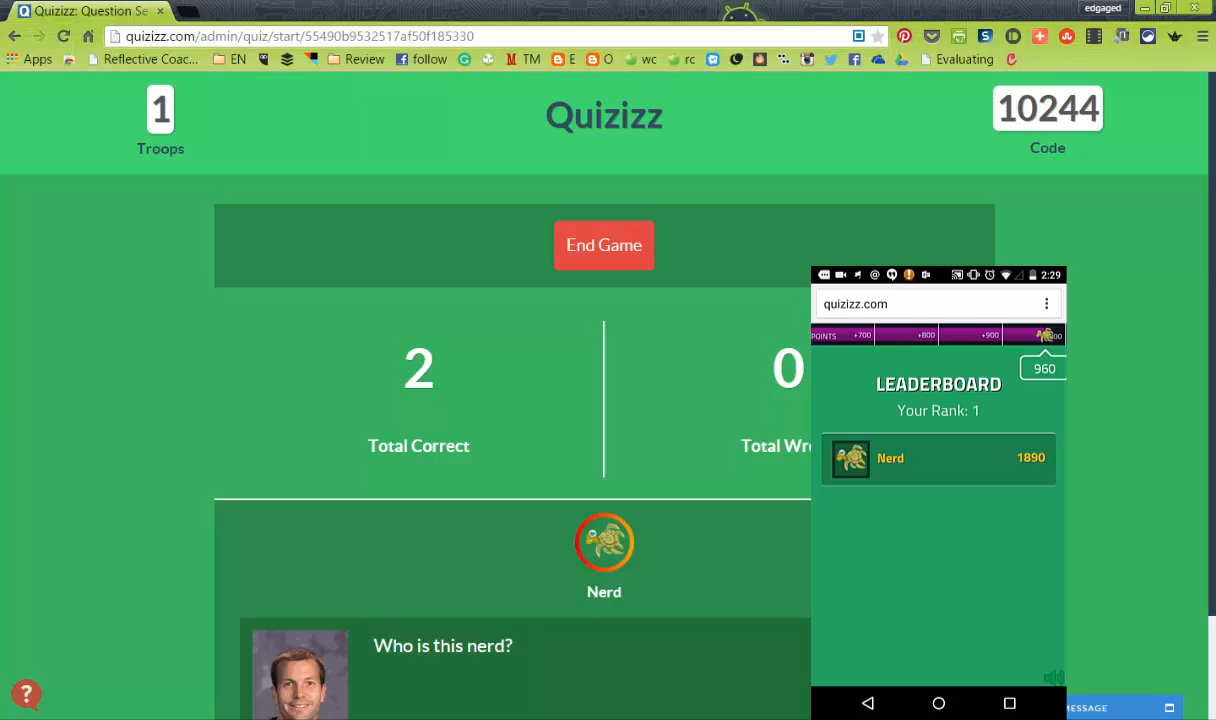 Quizizz: Question Se
edgaged
quizizz.com/admin/quiz/start/55490b9532517af50f185330
Apps
Reflective Coac...
EN
Review
follow
TM
E
O
wc
rc
Evaluating
1
Troops
Quizizz
10244
Code
End Game
2
Total Correct
0
Total Wr
Nerd
Who is this nerd?
2:29
quizizz.com
POINTS +700 +800 +900
960
LEADERBOARD
Your Rank: 1
Nerd 1890
MESSAGE
?